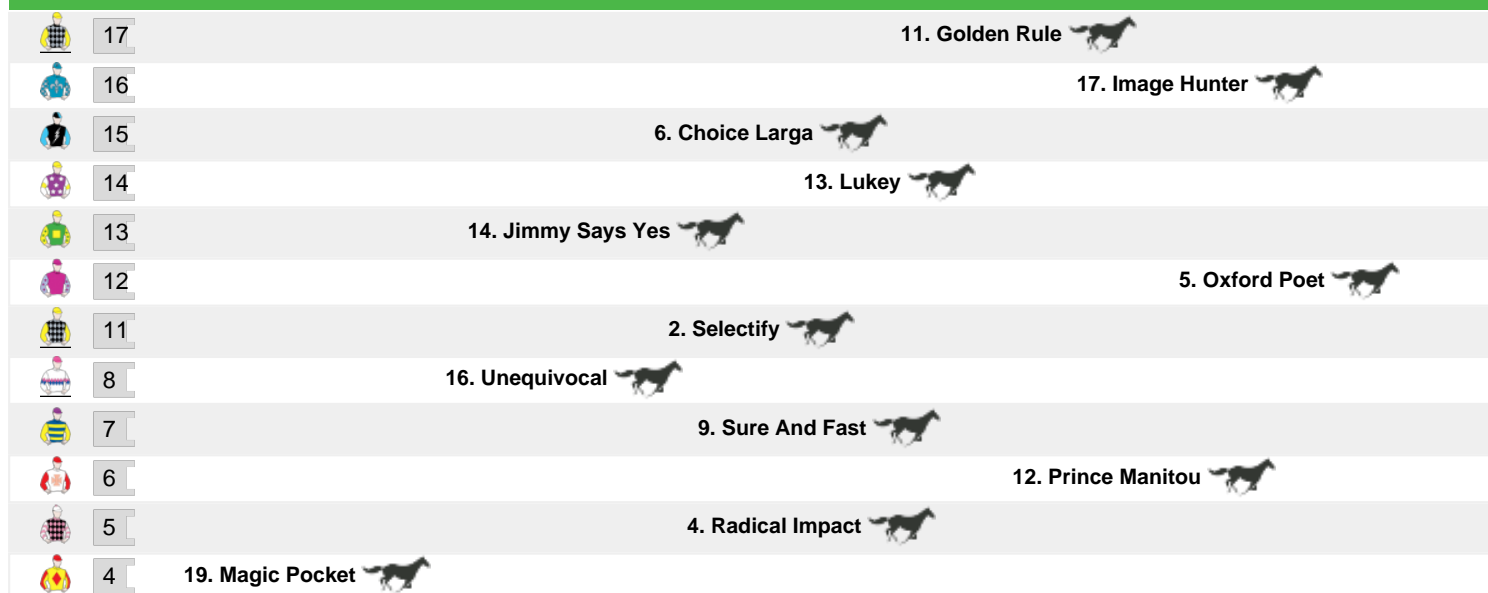 17 11. Golden Rule
16 17. Image Hunter
15 6. Choice Larga
14 13. Lukey
13 14. Jimmy Says Yes
12 5. Oxford Poet
11 2. Selectify
8 16. Unequivocal
7 9. Sure And Fast
6 12. Prince Manitou
5 4. Radical Impact
4 19. Magic Pocket